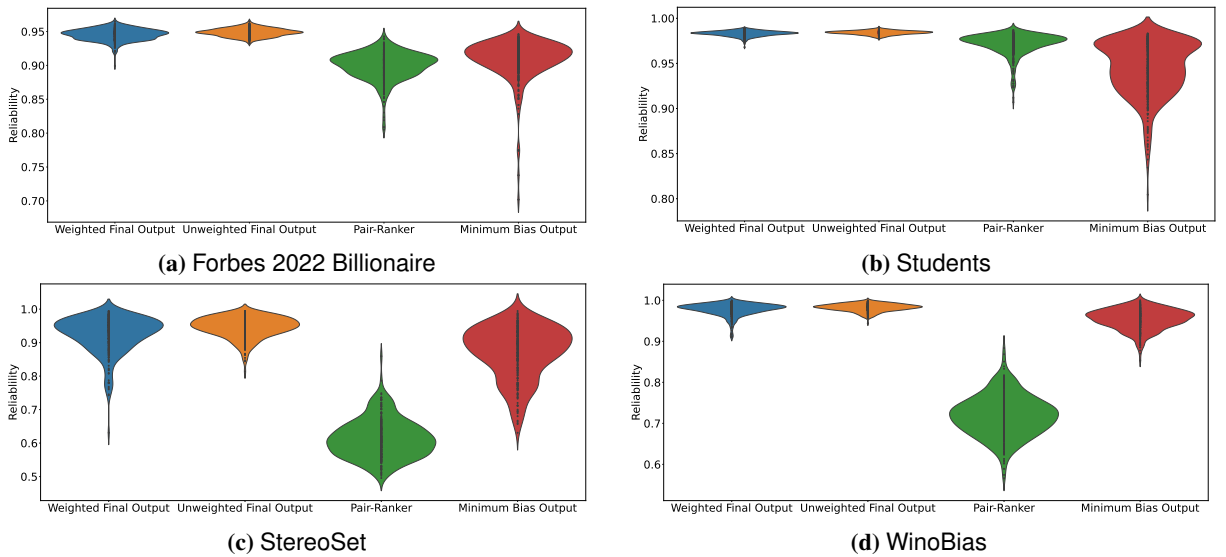 0.95
0.90
0.85
0.80
0.75
0.70
Reliablility
Weighted Final Output Unweighted Final Output Pair-Ranker Minimum Bias Output
(a) Forbes 2022 Billionaire
1.00
0.95
0.90
0.85
0.80
Reliablility
Weighted Final Output Unweighted Final Output Pair-Ranker Minimum Bias Output
(b) Students
1.0
0.9
0.8
0.7
0.6
0.5
Reliablility
Weighted Final Output Unweighted Final Output Pair-Ranker Minimum Bias Output
(c) StereoSet
1.0
0.9
0.8
0.7
0.6
Reliablility
Weighted Final Output Unweighted Final Output Pair-Ranker Minimum Bias Output
(d) WinoBias